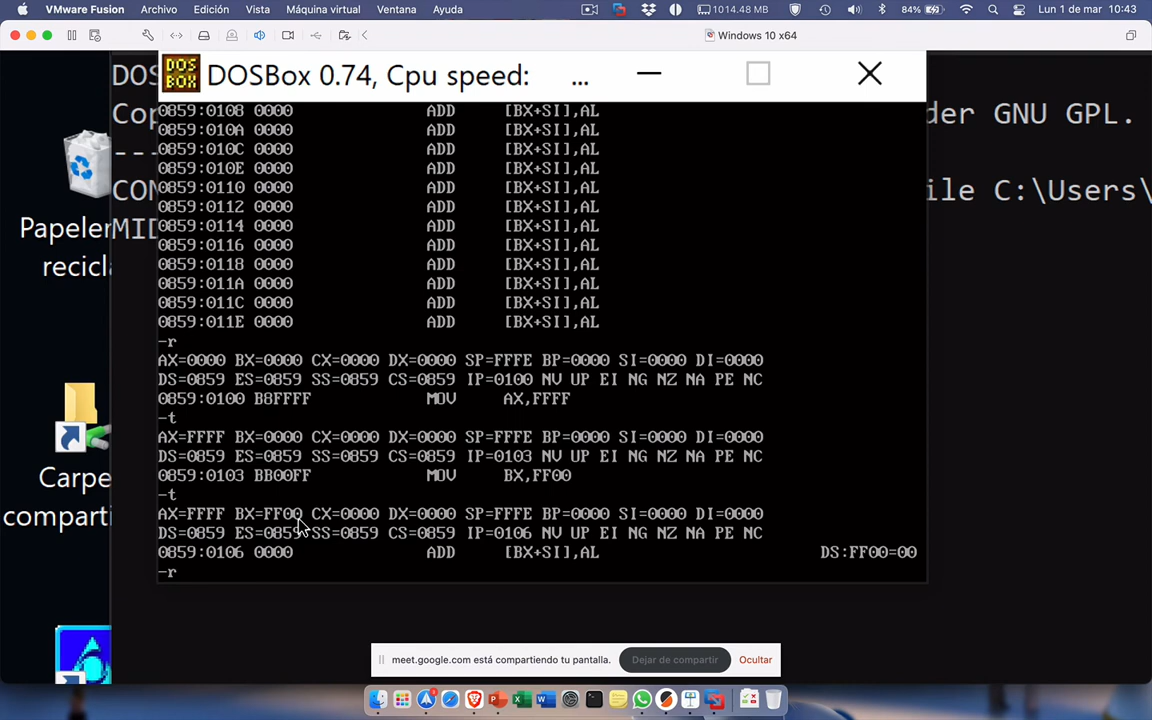 VMware Fusion Archivo Edición Vista Máquina virtual Ventana Ayuda 1014.48 MB 84% Lun 1 de mar 10:43
Windows 10 x64
DOSBox 0.74, Cpu speed: ...
DOS
Cop der GNU GPL.
---
CON ile C:\Users\
MID
Papeler
recicla
Carpe
comparti
0859:0108 0000 ADD [BX+SI],AL
0859:010A 0000 ADD [BX+SI],AL
0859:010C 0000 ADD [BX+SI],AL
0859:010E 0000 ADD [BX+SI],AL
0859:0110 0000 ADD [BX+SI],AL
0859:0112 0000 ADD [BX+SI],AL
0859:0114 0000 ADD [BX+SI],AL
0859:0116 0000 ADD [BX+SI],AL
0859:0118 0000 ADD [BX+SI],AL
0859:011A 0000 ADD [BX+SI],AL
0859:011C 0000 ADD [BX+SI],AL
0859:011E 0000 ADD [BX+SI],AL
-r
AX=0000 BX=0000 CX=0000 DX=0000 SP=FFFE BP=0000 SI=0000 DI=0000
DS=0859 ES=0859 SS=0859 CS=0859 IP=0100 NV UP EI NG NZ NA PE NC
0859:0100 B8FFFF MOV AX,FFFF
-t
AX=FFFF BX=0000 CX=0000 DX=0000 SP=FFFE BP=0000 SI=0000 DI=0000
DS=0859 ES=0859 SS=0859 CS=0859 IP=0103 NV UP EI NG NZ NA PE NC
0859:0103 BB00FF MOV BX,FF00
-t
AX=FFFF BX=FF00 CX=0000 DX=0000 SP=FFFE BP=0000 SI=0000 DI=0000
DS=0859 ES=0859 SS=0859 CS=0859 IP=0106 NV UP EI NG NZ NA PE NC
0859:0106 0000 ADD [BX+SI],AL DS:FF00=00
-r
meet.google.com está compartiendo tu pantalla. Dejar de compartir Ocultar